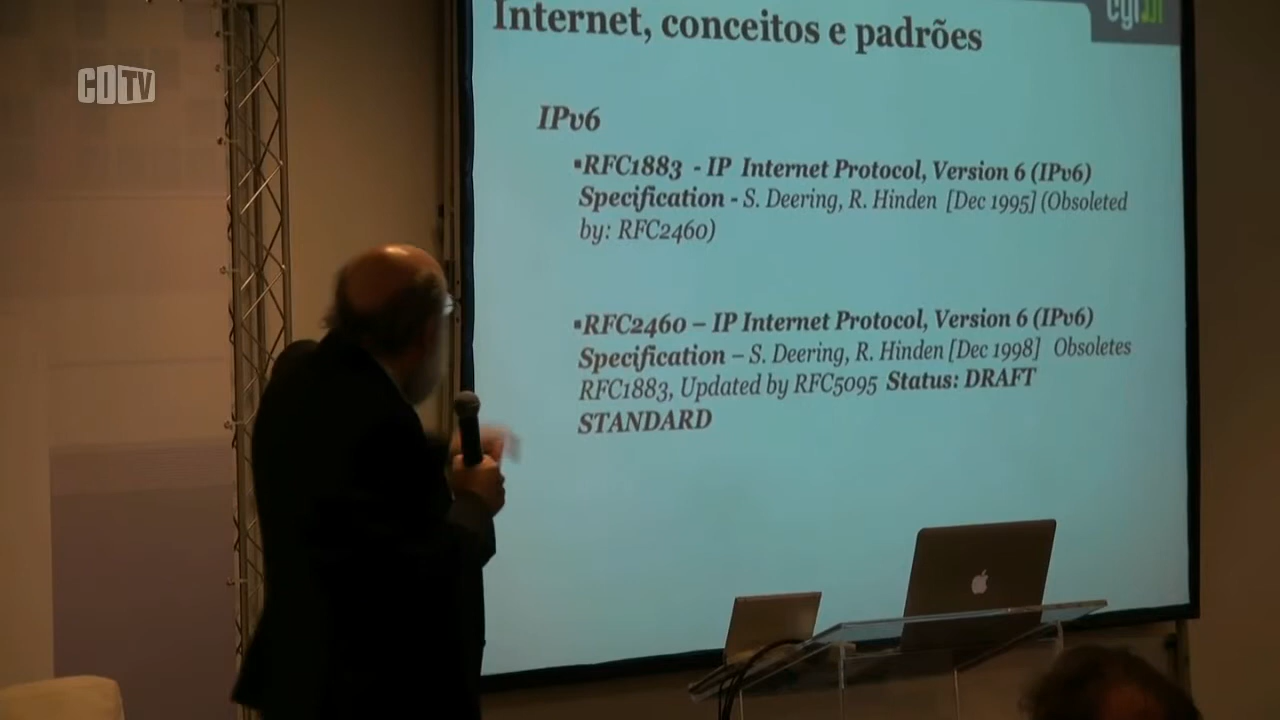 CDTV
Internet, conceitos e padrões
cgi.br
IPv6
▪RFC1883 - IP Internet Protocol, Version 6 (IPv6)
Specification - S. Deering, R. Hinden [Dec 1995] (Obsoleted
by: RFC2460)
▪RFC2460 – IP Internet Protocol, Version 6 (IPv6)
Specification – S. Deering, R. Hinden [Dec 1998] Obsoletes
RFC1883, Updated by RFC5095 Status: DRAFT
STANDARD